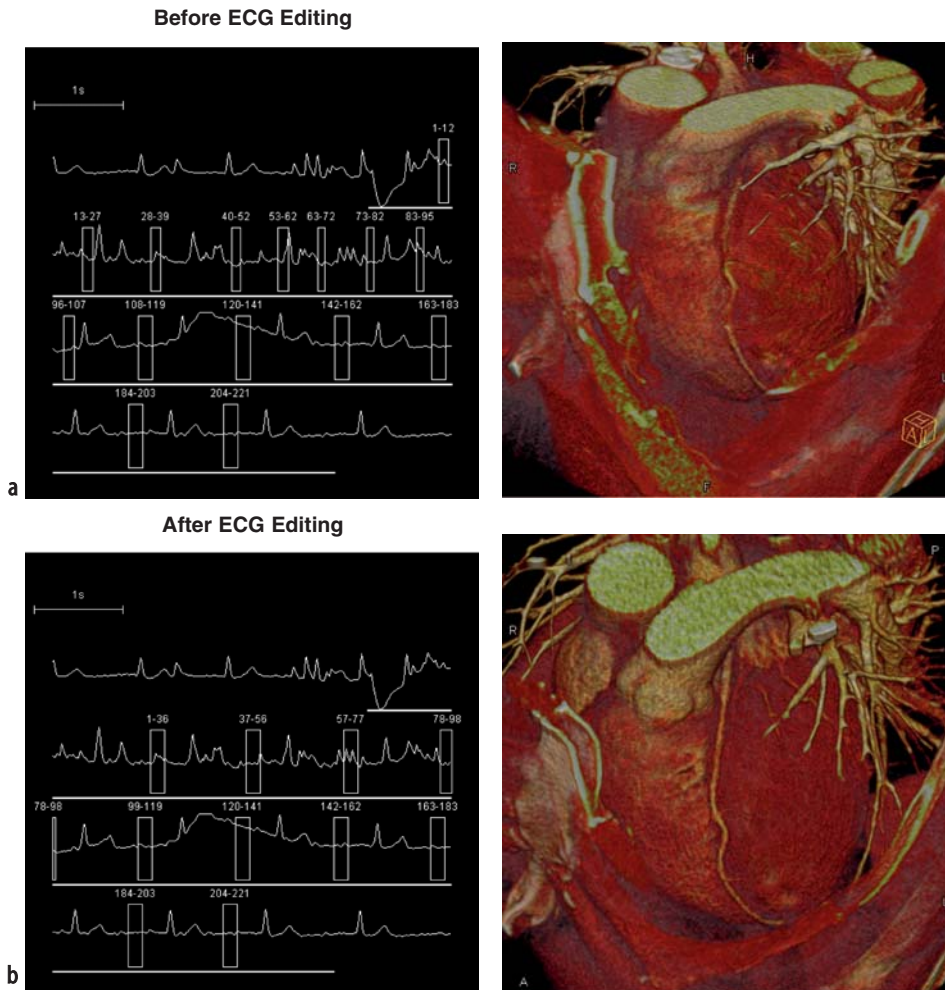 Before ECG Editing
1s
1-12
13-27 28-39 40-52 53-62 63-72 73-82 83-95
96-107 108-119 120-141 142-162 163-183
184-203 204-221
a
H
R
L
A L
H
F
After ECG Editing
1s
1-36 37-56 57-77 78-98
78-98 99-119 120-141 142-162 163-183
184-203 204-221
b
P
R
A